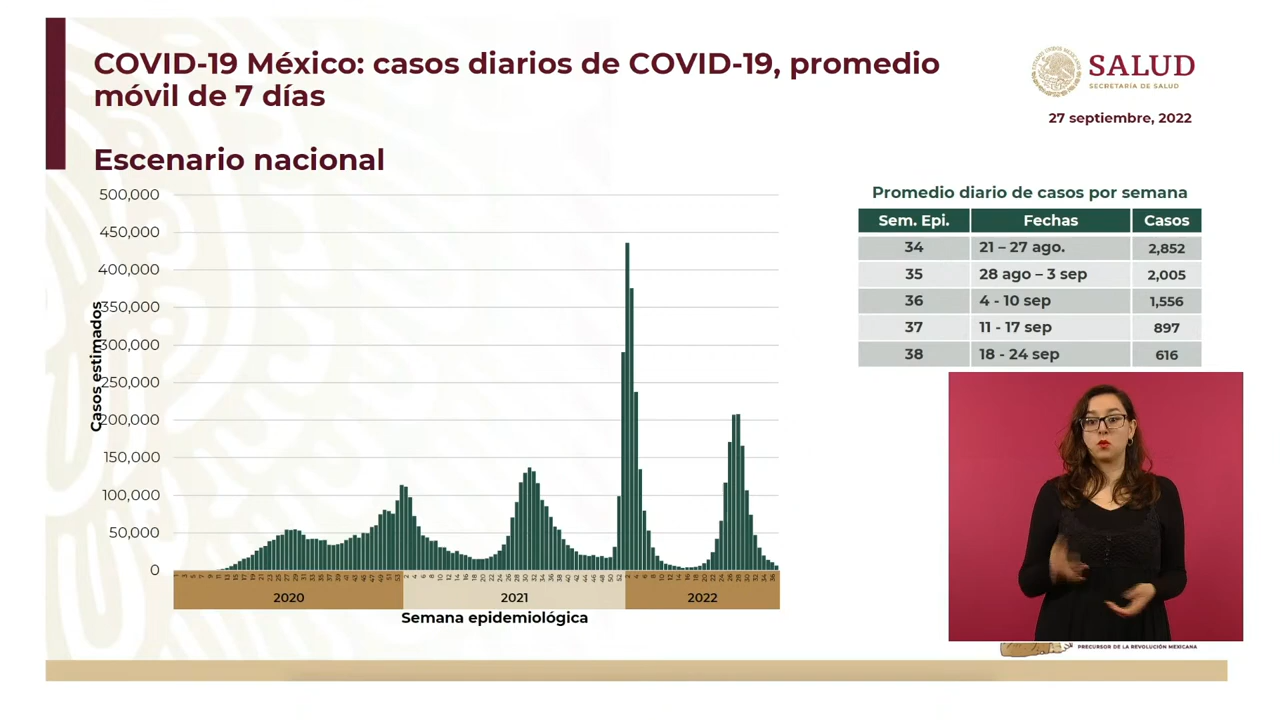 COVID-19 México: casos diarios de COVID-19, promedio
móvil de 7 días
SALUD
SECRETARÍA DE SALUD
27 septiembre, 2022
Escenario nacional
Casos estimados
500,000
450,000
400,000
350,000
300,000
250,000
200,000
150,000
100,000
50,000
0
2020 2021 2022
Semana epidemiológica
Promedio diario de casos por semana
Sem. Epi. Fechas Casos
34 21 – 27 ago. 2,852
35 28 ago – 3 sep 2,005
36 4 - 10 sep 1,556
37 11 - 17 sep 897
38 18 - 24 sep 616
PRECURSOR DE LA REVOLUCIÓN MEXICANA